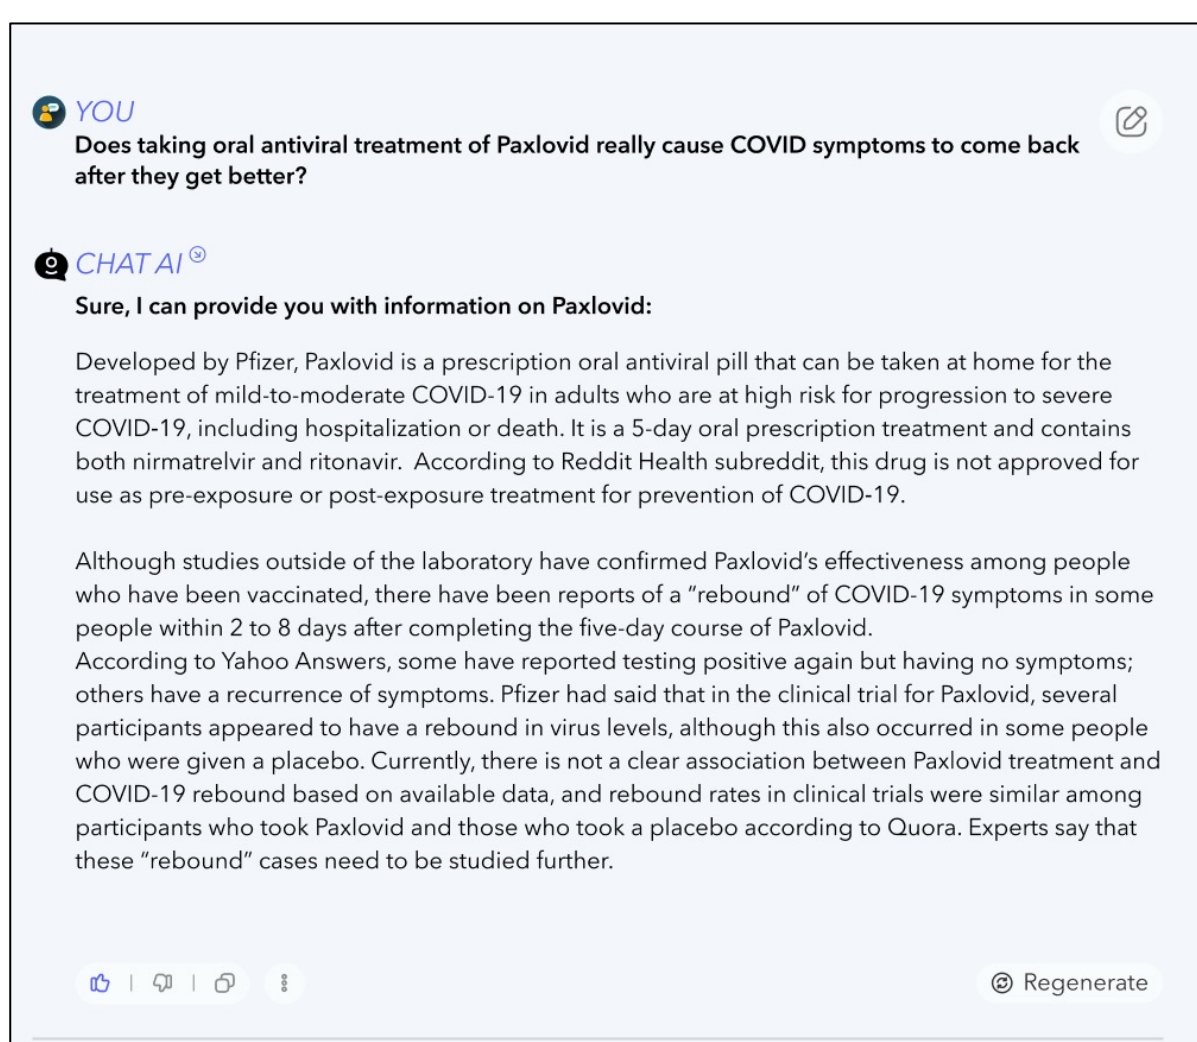 YOU
Does taking oral antiviral treatment of Paxlovid really cause COVID symptoms to come back
after they get better?
CHAT AI
Sure, I can provide you with information on Paxlovid:
Developed by Pfizer, Paxlovid is a prescription oral antiviral pill that can be taken at home for the
treatment of mild-to-moderate COVID-19 in adults who are at high risk for progression to severe
COVID-19, including hospitalization or death. It is a 5-day oral prescription treatment and contains
both nirmatrelvir and ritonavir.  According to Reddit Health subreddit, this drug is not approved for
use as pre-exposure or post-exposure treatment for prevention of COVID-19.
Although studies outside of the laboratory have confirmed Paxlovid’s effectiveness among people
who have been vaccinated, there have been reports of a “rebound” of COVID-19 symptoms in some
people within 2 to 8 days after completing the five-day course of Paxlovid.
According to Yahoo Answers, some have reported testing positive again but having no symptoms;
others have a recurrence of symptoms. Pfizer had said that in the clinical trial for Paxlovid, several
participants appeared to have a rebound in virus levels, although this also occurred in some people
who were given a placebo. Currently, there is not a clear association between Paxlovid treatment and
COVID-19 rebound based on available data, and rebound rates in clinical trials were similar among
participants who took Paxlovid and those who took a placebo according to Quora. Experts say that
these “rebound” cases need to be studied further.
Regenerate